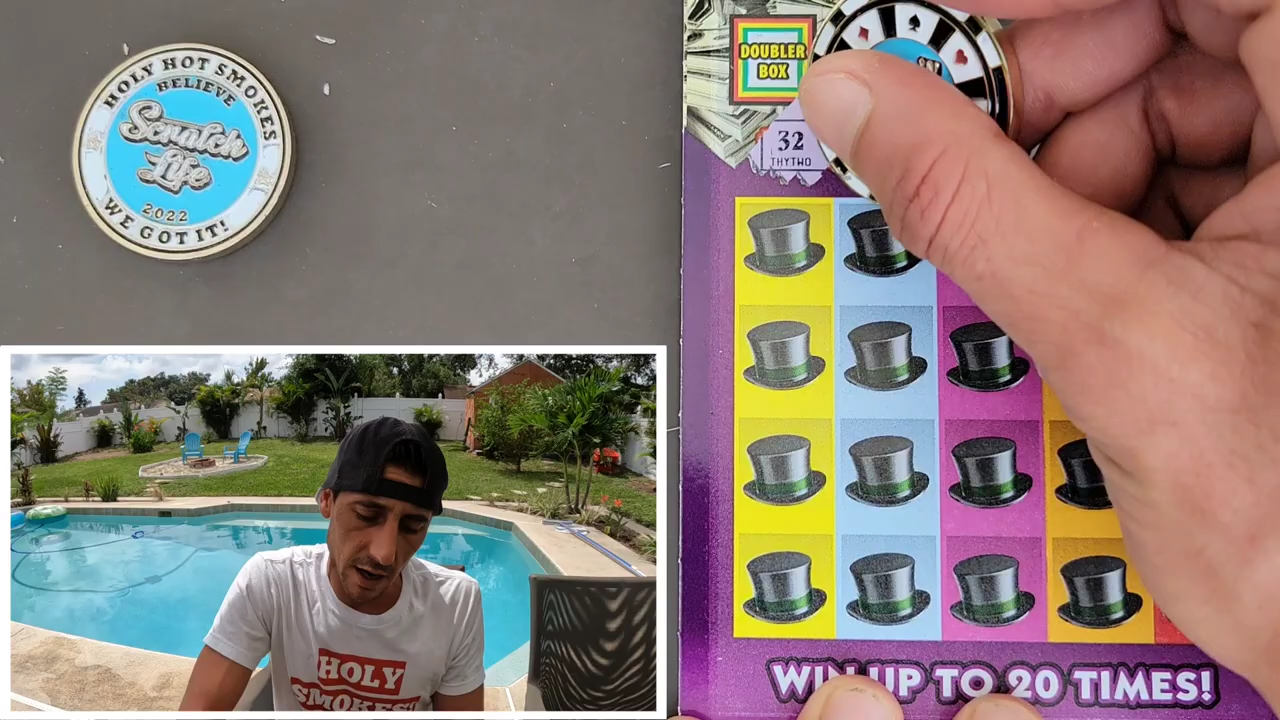 HOLY HOT SMOKES
BELIEVE
Scratch
Life
2022
WE GOT IT!
DOUBLER
BOX
32
THYTWO
HOLY
SMOKES!
WIN UP TO 20 TIMES!